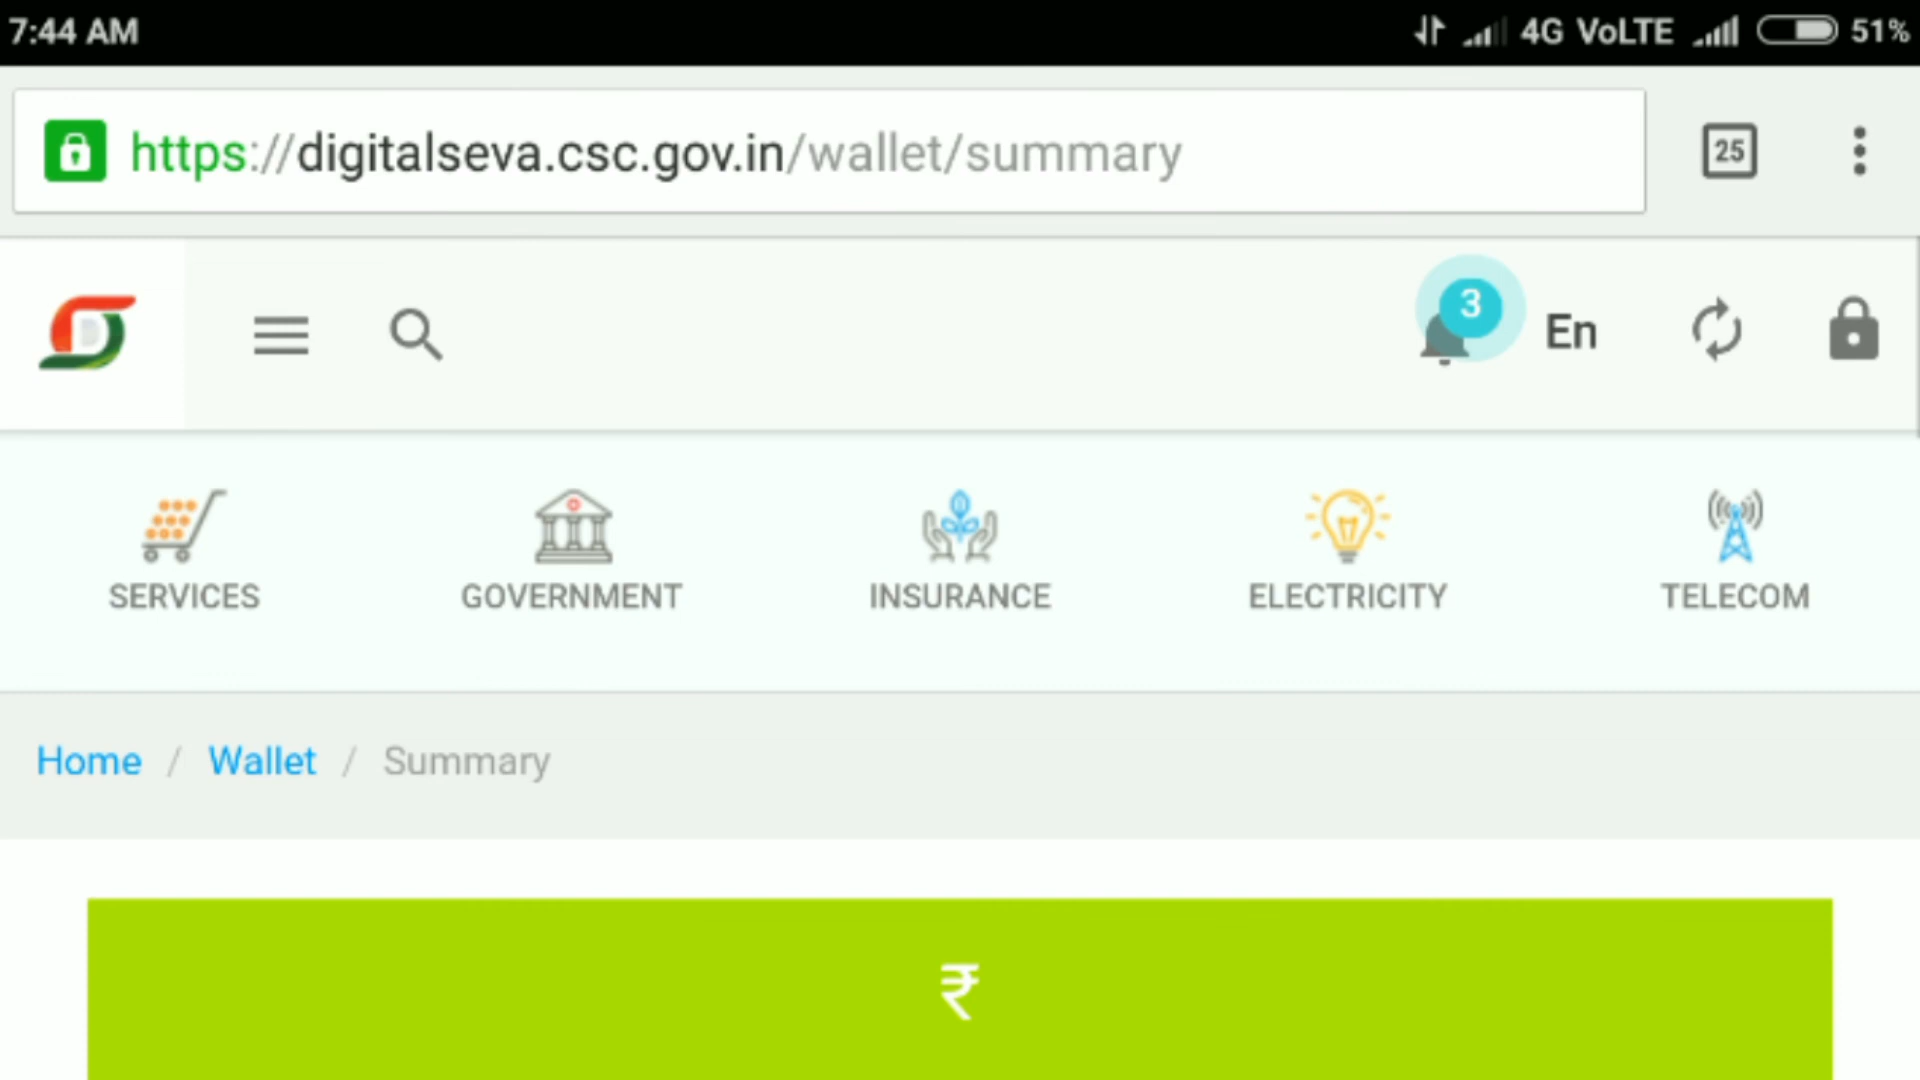 7:44 AM 4G VoLTE 51%
https://digitalseva.csc.gov.in/wallet/summary 25
D 3 En
SERVICES GOVERNMENT INSURANCE ELECTRICITY TELECOM
Home / Wallet / Summary
₹